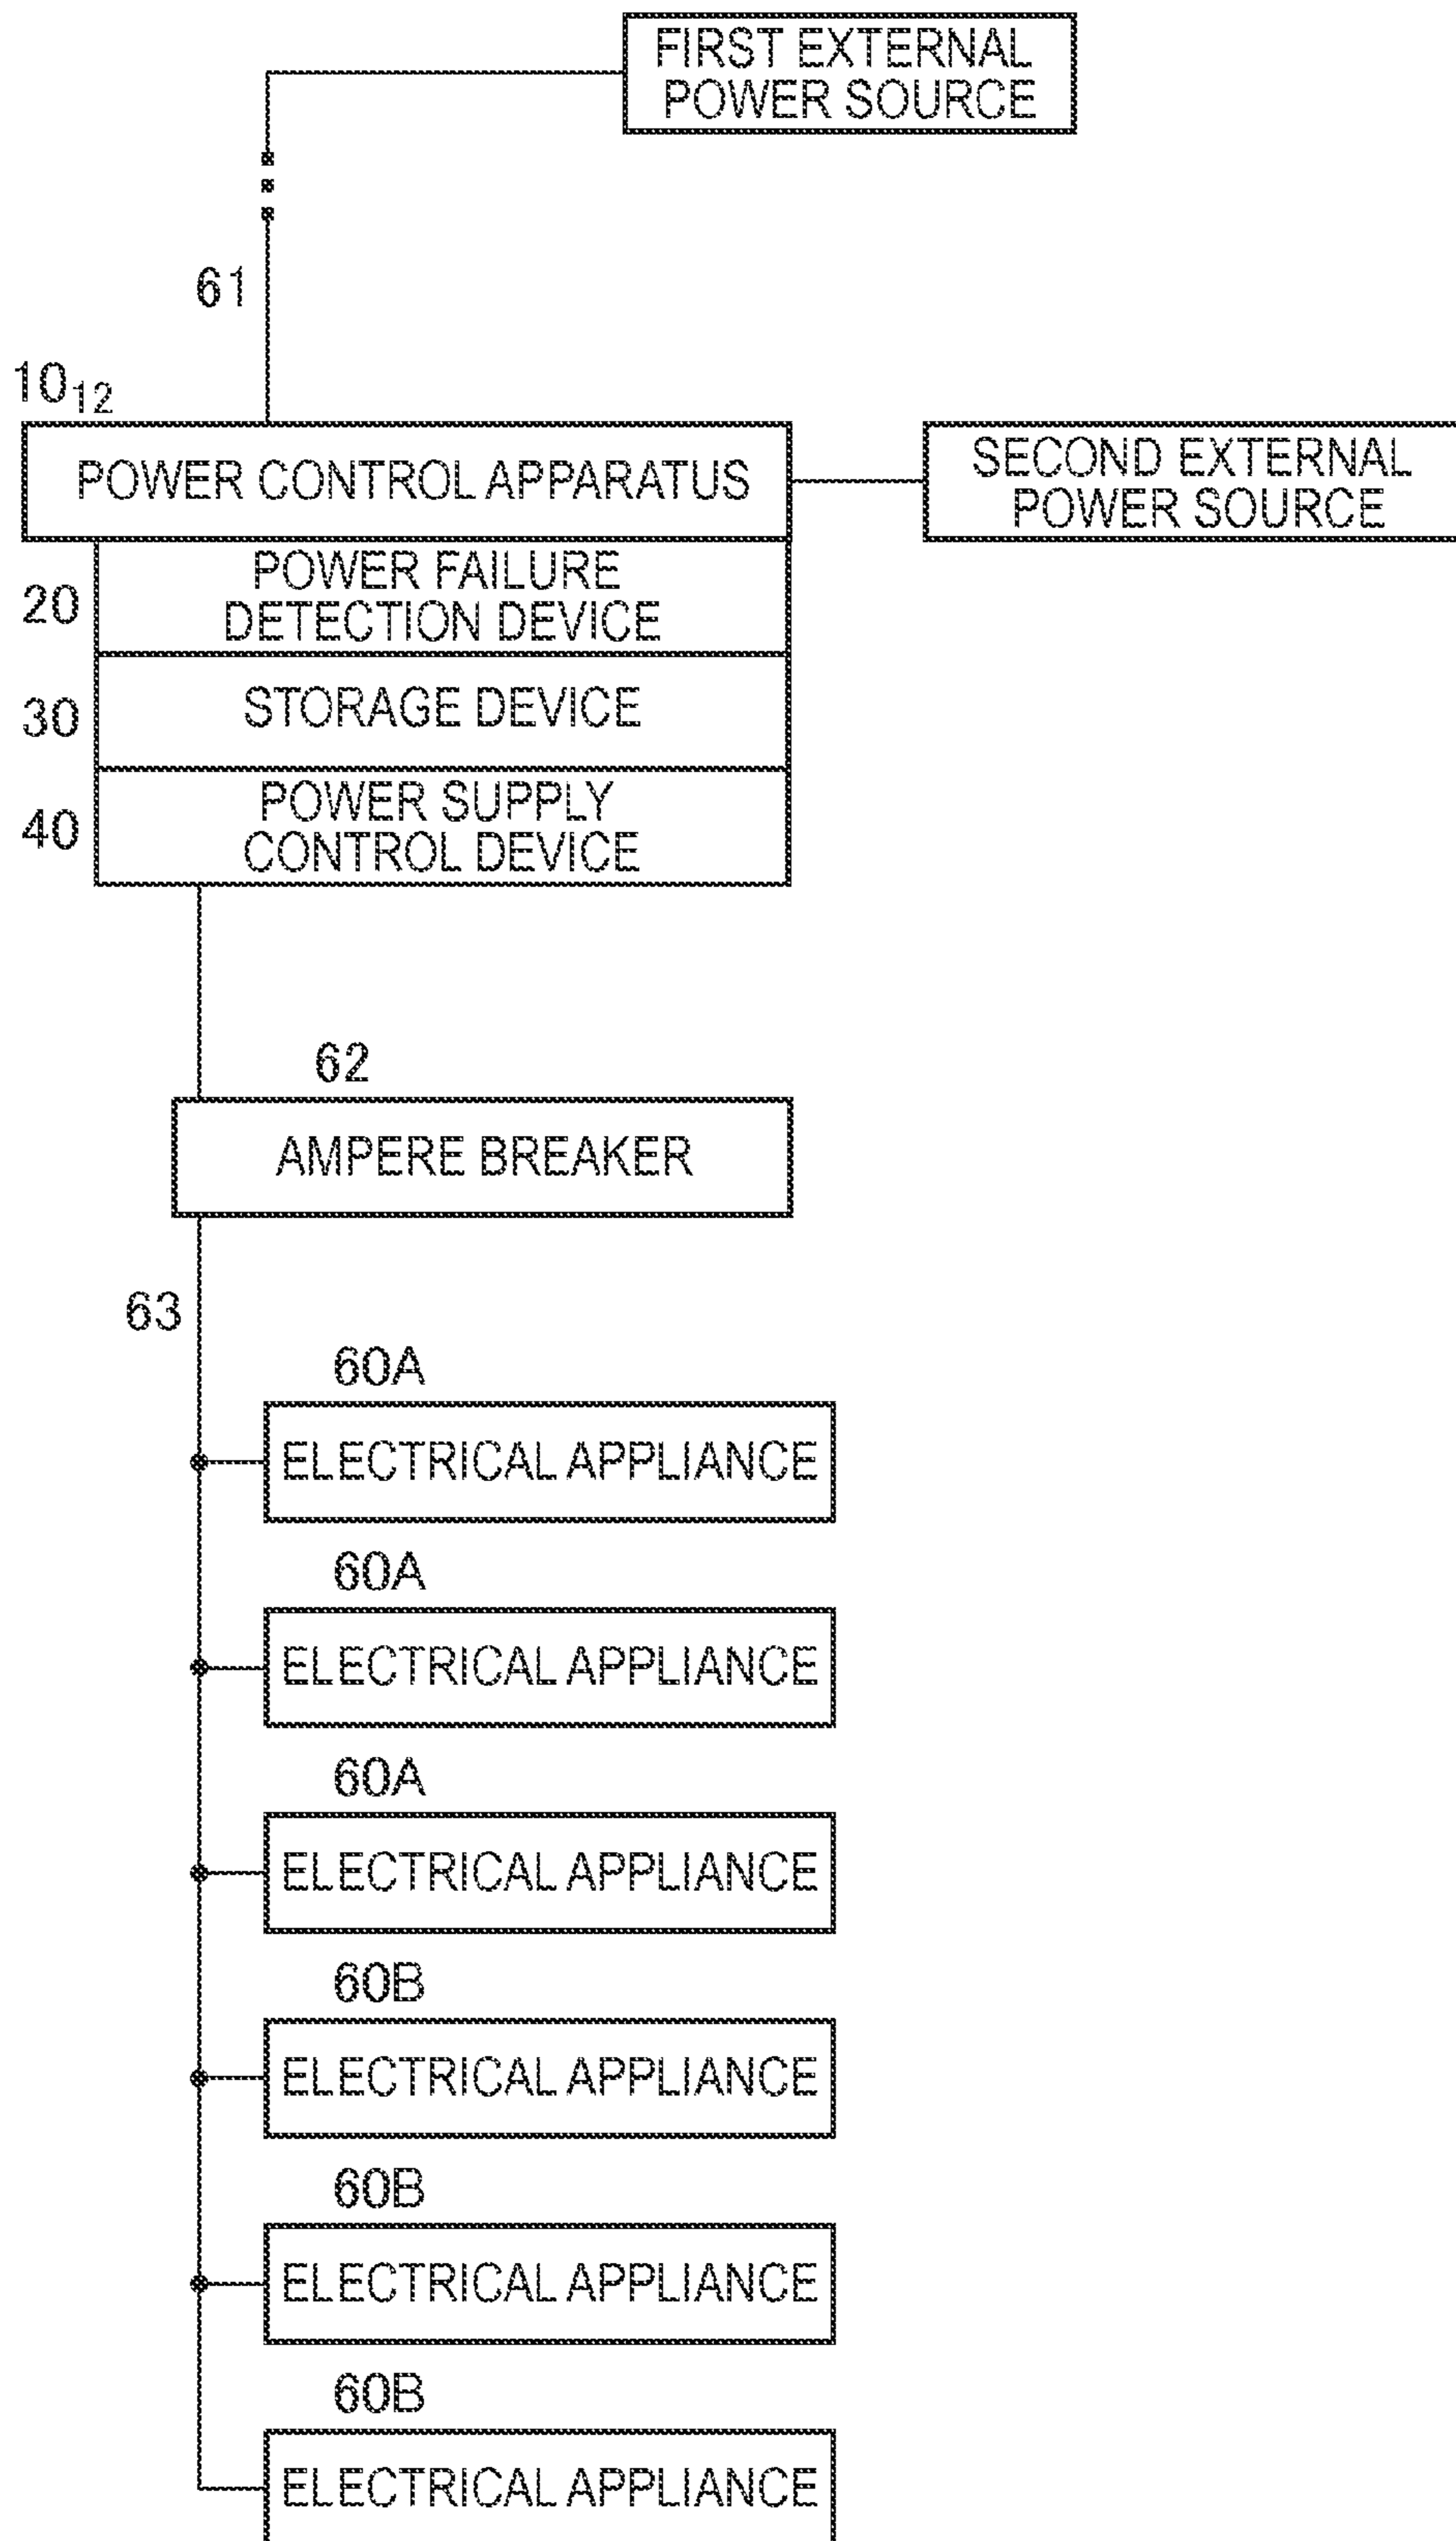 FIRST EXTERNAL
POWER SOURCE
61
10₁₂
POWER CONTROL APPARATUS
SECOND EXTERNAL
POWER SOURCE
20
POWER FAILURE
DETECTION DEVICE
30
STORAGE DEVICE
40
POWER SUPPLY
CONTROL DEVICE
62
AMPERE BREAKER
63
60A
ELECTRICAL APPLIANCE
60A
ELECTRICAL APPLIANCE
60A
ELECTRICAL APPLIANCE
60B
ELECTRICAL APPLIANCE
60B
ELECTRICAL APPLIANCE
60B
ELECTRICAL APPLIANCE